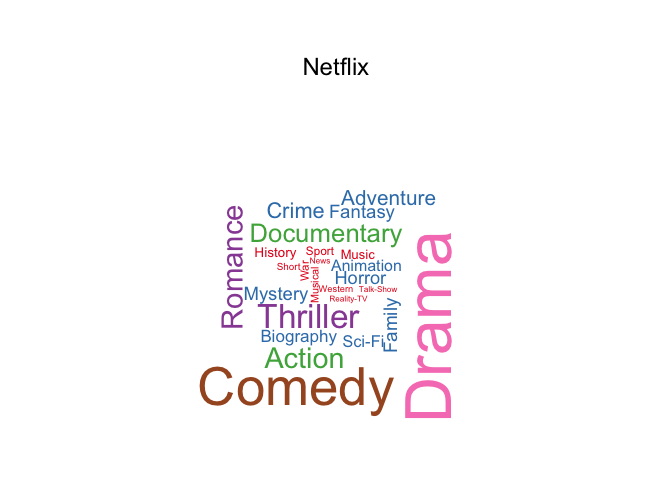 Netflix
Adventure
Crime Fantasy
Romance
Documentary
Drama
History Sport Music
News
Short War Animation
Musical
Horror
Mystery Western Talk-Show
Reality-TV
Thriller
Family
Biography Sci-Fi
Action
Comedy